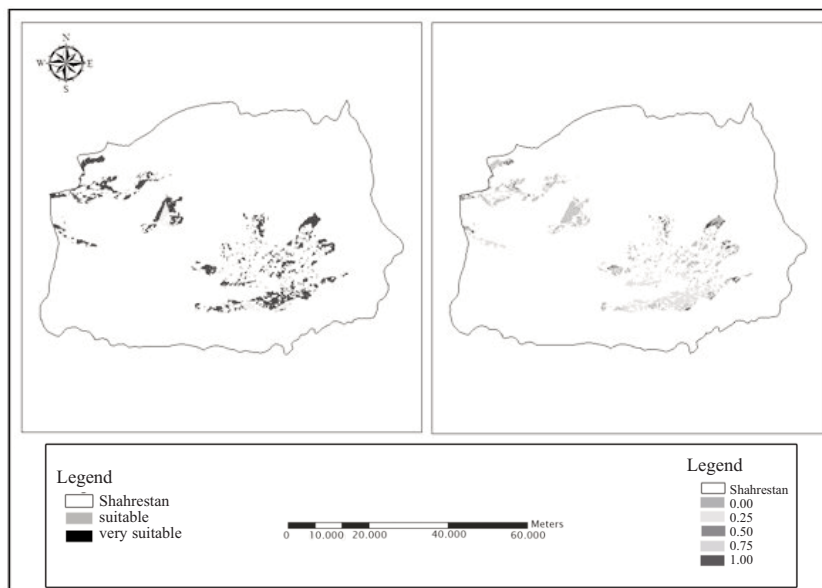 N
W E
S
Legend
Shahrestan
suitable
very suitable
Meters
0 10.000 20.000 40.000 60.000
Legend
Shahrestan
0.00
0.25
0.50
0.75
1.00